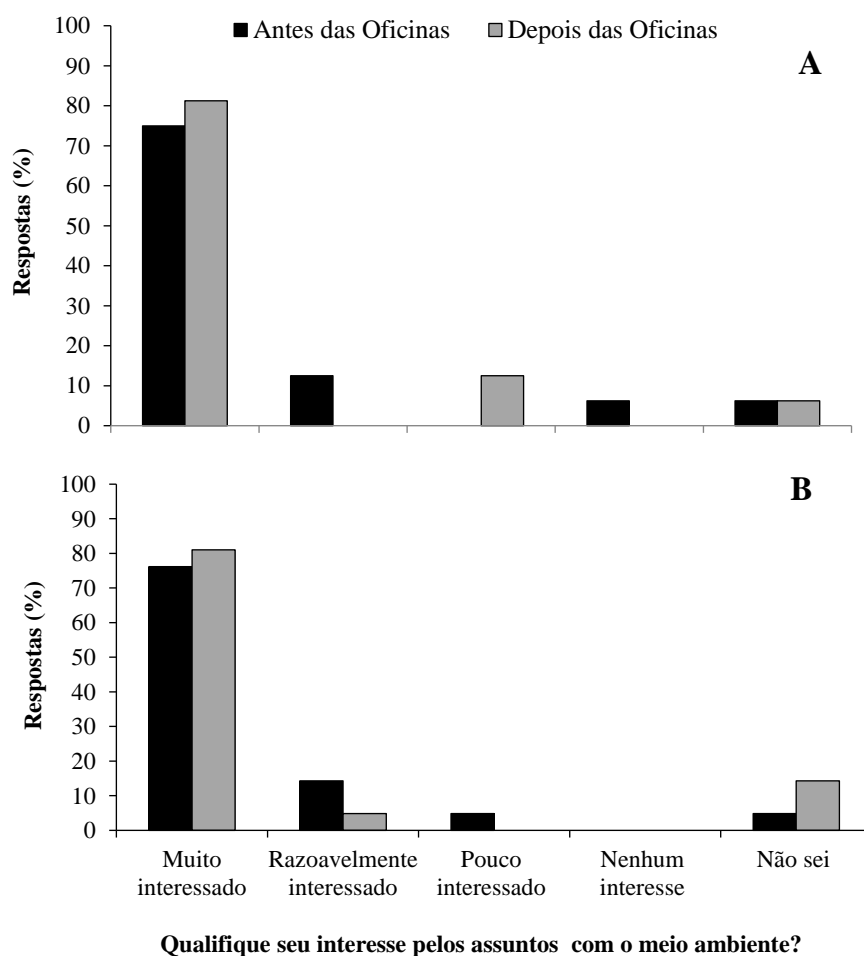 Antes das Oficinas Depois das Oficinas
A
100
90
80
70
60
50
40
30
20
10
0
Respostas (%)
B
100
90
80
70
60
50
40
30
20
10
0
Respostas (%)
Muito interessado
Razoavelmente interessado
Pouco interessado
Nenhum interesse
Não sei
Qualifique seu interesse pelos assuntos com o meio ambiente?